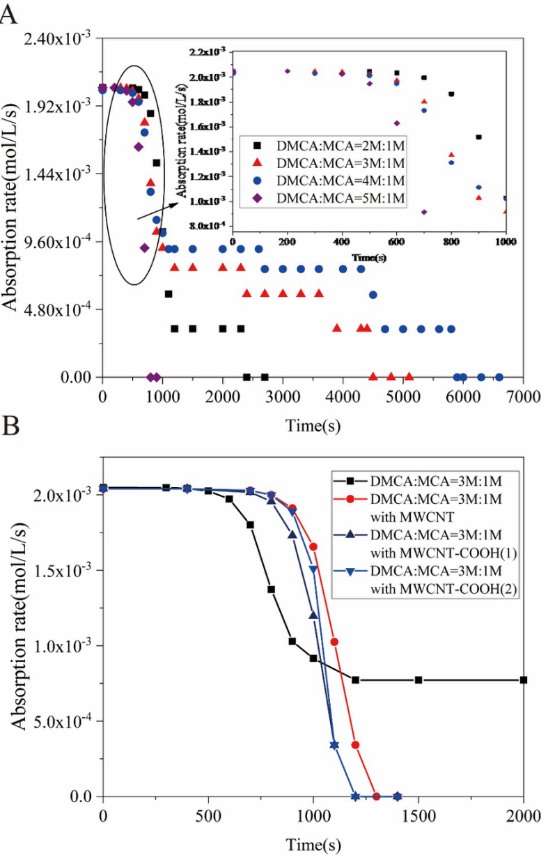 A
Absorption rate(mol/L/s)
2.40x10⁻³
1.92x10⁻³
1.44x10⁻³
9.60x10⁻⁴
4.80x10⁻⁴
0.00
0 1000 2000 3000 4000 5000 6000 7000
Time(s)
Absorption rate(mol/L/s)
2.2x10⁻³
2.0x10⁻³
1.8x10⁻³
1.6x10⁻³
1.4x10⁻³
1.2x10⁻³
1.0x10⁻³
8.0x10⁻⁴
0 200 400 600 800 1000
Time(s)
DMCA:MCA=2M:1M
DMCA:MCA=3M:1M
DMCA:MCA=4M:1M
DMCA:MCA=5M:1M
B
Absorption rate(mol/L/s)
2.0x10⁻³
1.5x10⁻³
1.0x10⁻³
5.0x10⁻⁴
0.0
0 500 1000 1500 2000
Time(s)
DMCA:MCA=3M:1M
DMCA:MCA=3M:1M
with MWCNT
DMCA:MCA=3M:1M
with MWCNT-COOH(1)
DMCA:MCA=3M:1M
with MWCNT-COOH(2)